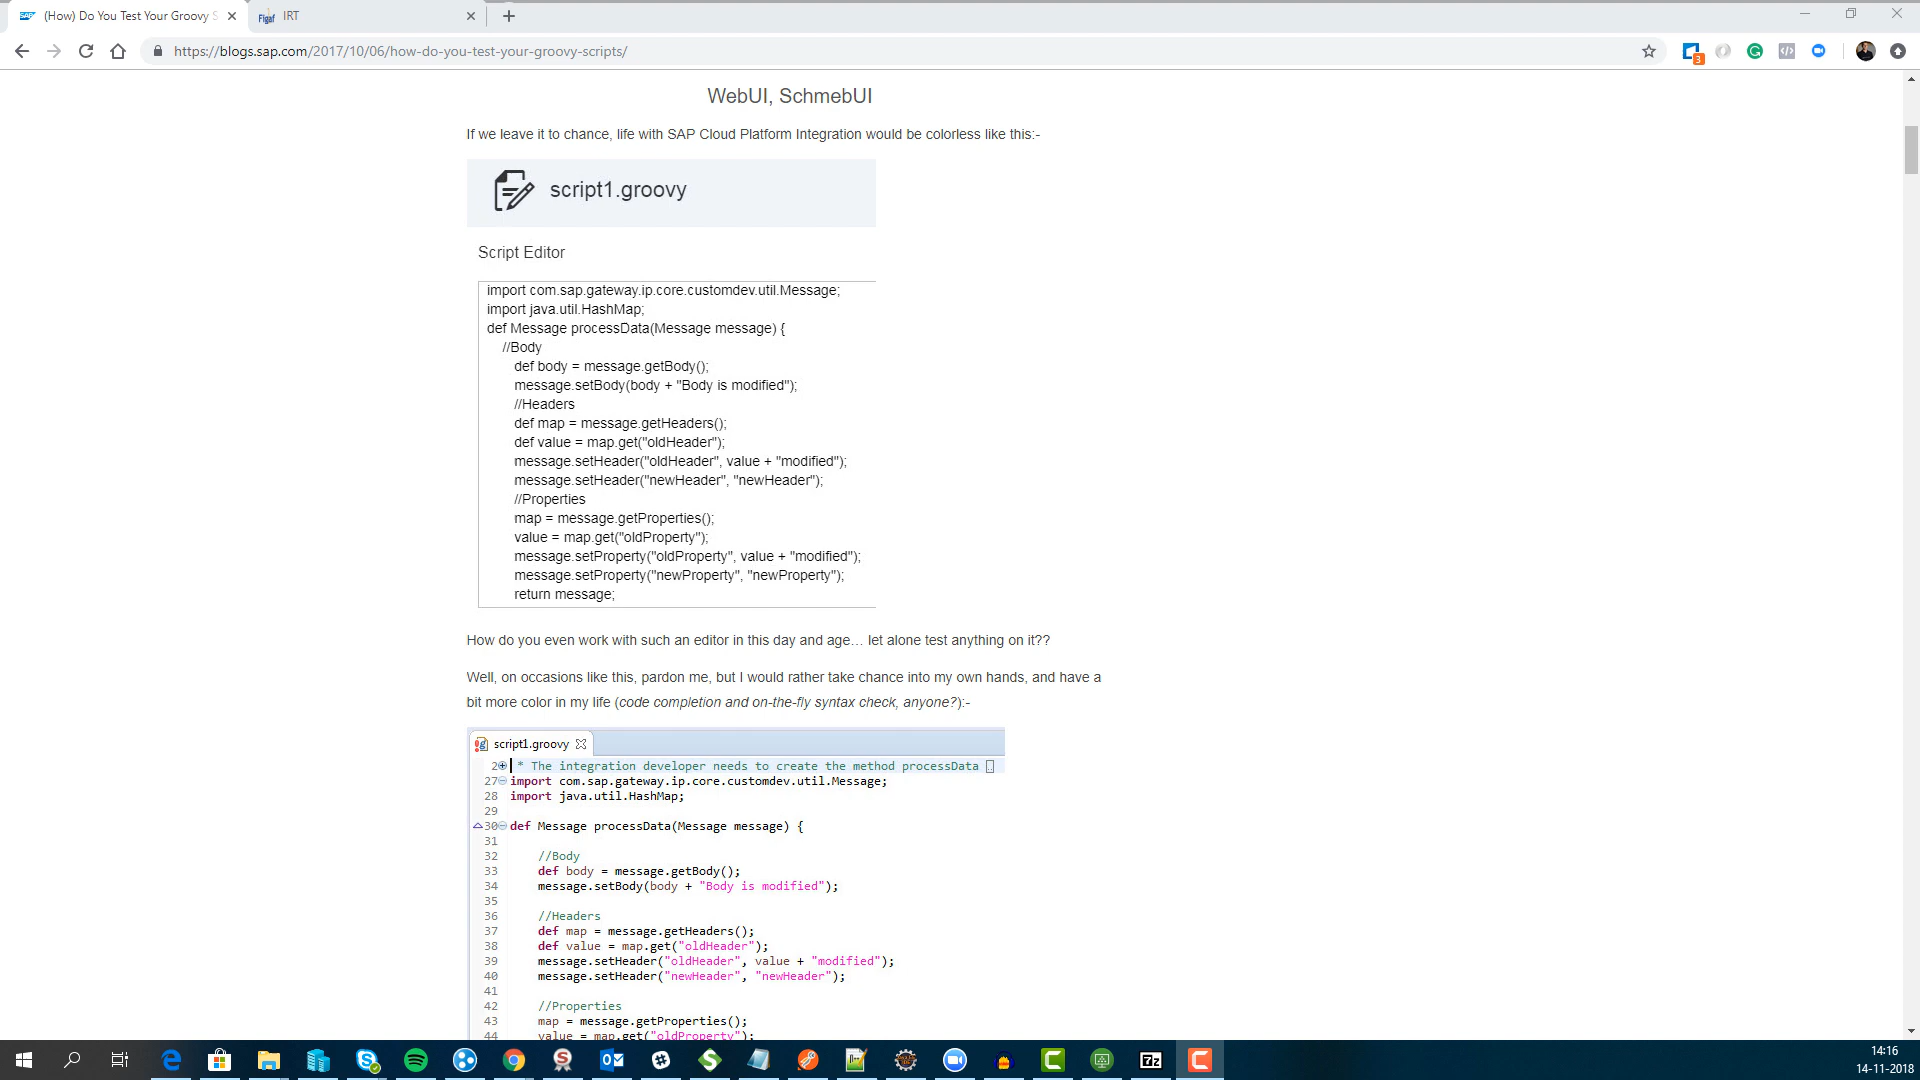 (How) Do You Test Your Groovy S
Figaf IRT
https://blogs.sap.com/2017/10/06/how-do-you-test-your-groovy-scripts/
3
WebUI, SchmebUI
If we leave it to chance, life with SAP Cloud Platform Integration would be colorless like this:-
script1.groovy
Script Editor
import com.sap.gateway.ip.core.customdev.util.Message;
import java.util.HashMap;
def Message processData(Message message) {
//Body
def body = message.getBody();
message.setBody(body + "Body is modified");
//Headers
def map = message.getHeaders();
def value = map.get("oldHeader");
message.setHeader("oldHeader", value + "modified");
message.setHeader("newHeader", "newHeader");
//Properties
map = message.getProperties();
value = map.get("oldProperty");
message.setProperty("oldProperty", value + "modified");
message.setProperty("newProperty", "newProperty");
return message;
How do you even work with such an editor in this day and age… let alone test anything on it??
Well, on occasions like this, pardon me, but I would rather take chance into my own hands, and have a
bit more color in my life (code completion and on-the-fly syntax check, anyone?):-
script1.groovy
2 * The integration developer needs to create the method processData
27 import com.sap.gateway.ip.core.customdev.util.Message;
28 import java.util.HashMap;
29
30 def Message processData(Message message) {
31
32 //Body
33 def body = message.getBody();
34 message.setBody(body + "Body is modified");
35
36 //Headers
37 def map = message.getHeaders();
38 def value = map.get("oldHeader");
39 message.setHeader("oldHeader", value + "modified");
40 message.setHeader("newHeader", "newHeader");
41
42 //Properties
43 map = message.getProperties();
44 value = map.get("oldProperty");
7z
14:16
14-11-2018